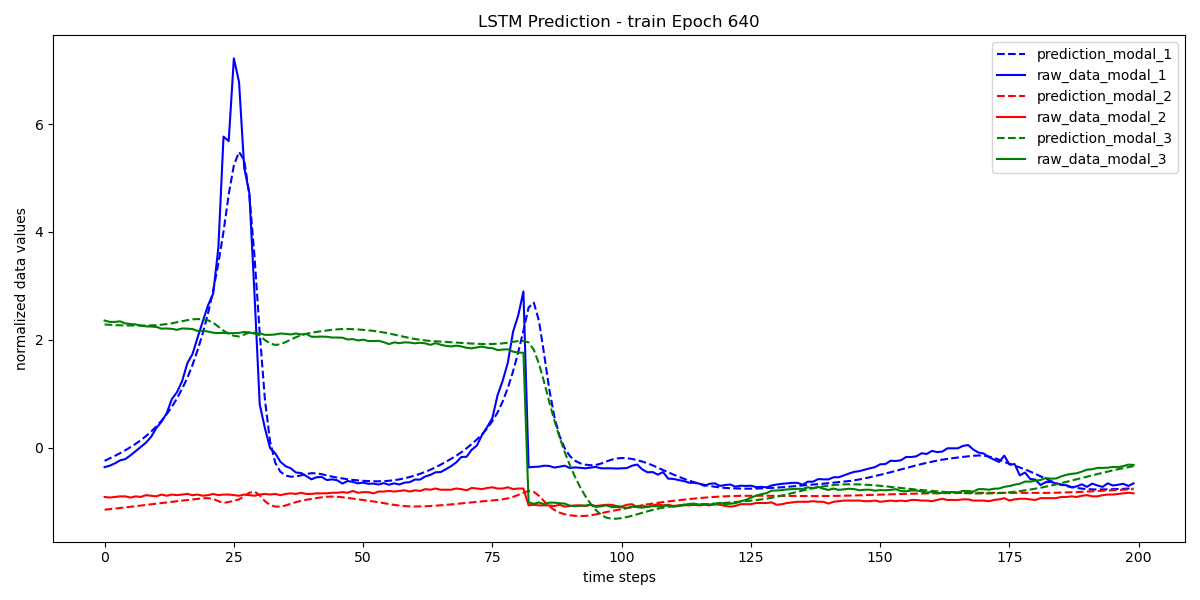 LSTM Prediction - train Epoch 640
prediction_modal_1
raw_data_modal_1
prediction_modal_2
raw_data_modal_2
prediction_modal_3
raw_data_modal_3
normalized data values
6
4
2
0
0 25 50 75 100 125 150 175 200
time steps